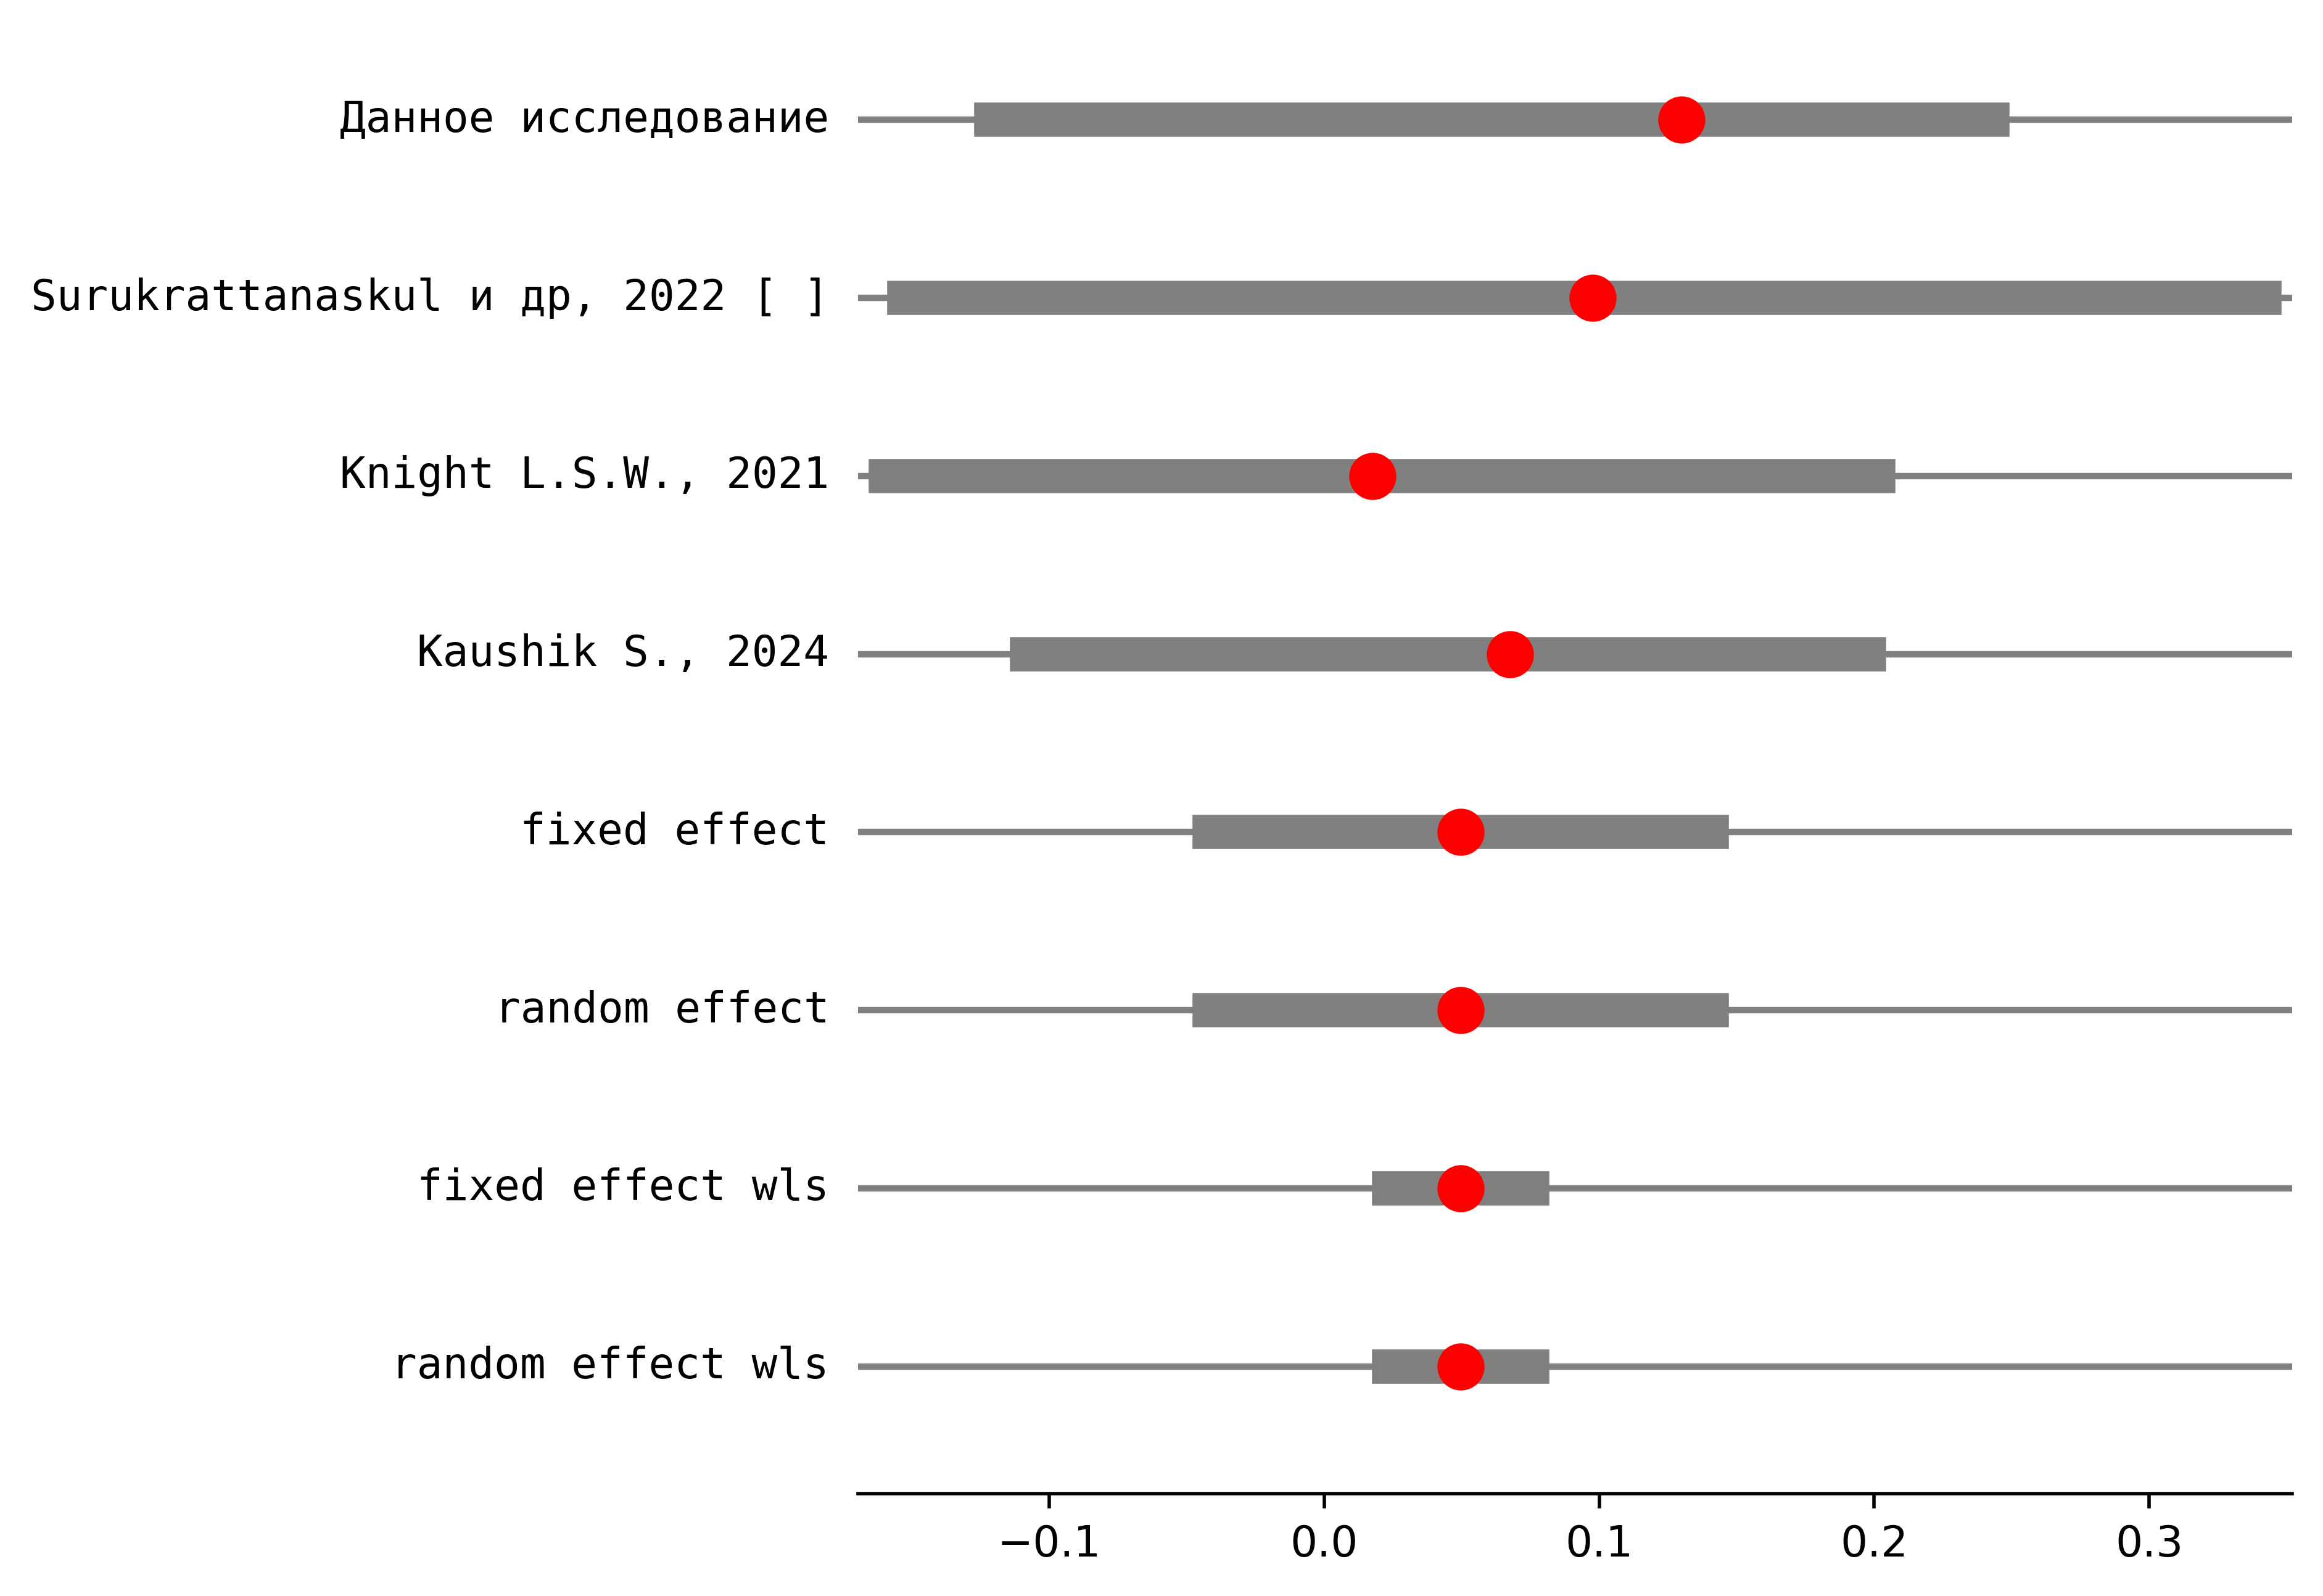 Данное исследование
Surukrattanaskul и др, 2022 [ ]
Knight L.S.W., 2021
Kaushik S., 2024
fixed effect
random effect
fixed effect wls
random effect wls
−0.1 0.0 0.1 0.2 0.3